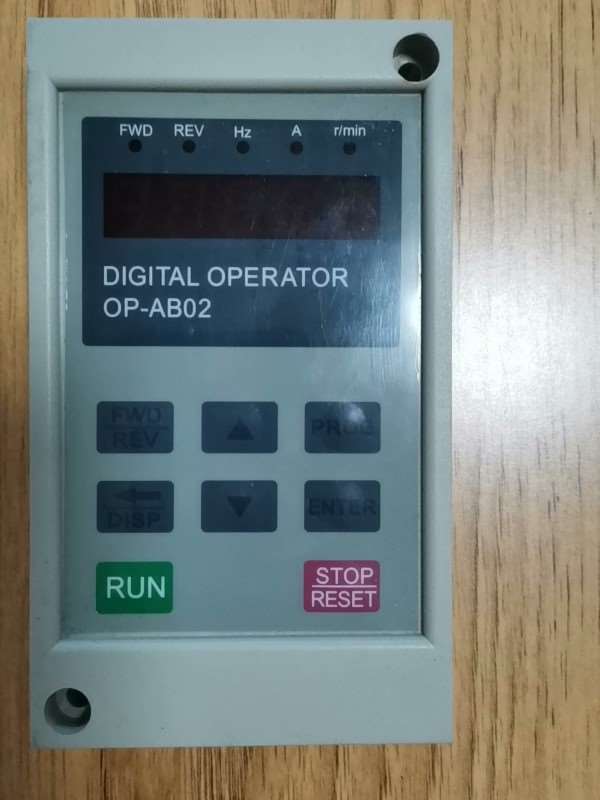 FWD REV Hz A r/min
DIGITAL OPERATOR
OP-AB02
FWD
REV
PROG
DISP
ENTER
RUN
STOP
RESET